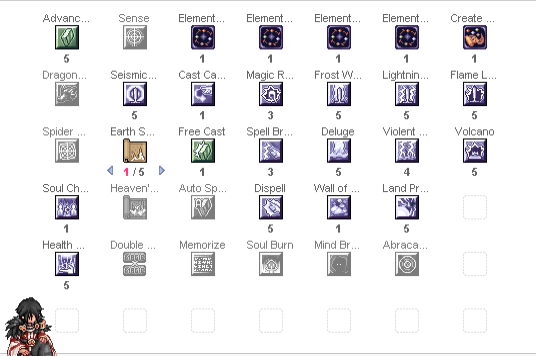 Advanc... Sense Element... Element... Element... Element... Create ...
5 1 1 1 1 1
Dragon... Seismic... Cast Ca... Magic R... Frost W... Lightnin... Flame L...
5 1 3 5 5 5
Spider ... Earth S... Free Cast Spell Br... Deluge Violent ... Volcano
1 / 5 1 3 5 4 5
Soul Ch... Heaven'... Auto Sp... Dispell Wall of ... Land Pr...
1 5 1 5
Health ... Double ... Memorize Soul Burn Mind Br... Abraca...
5